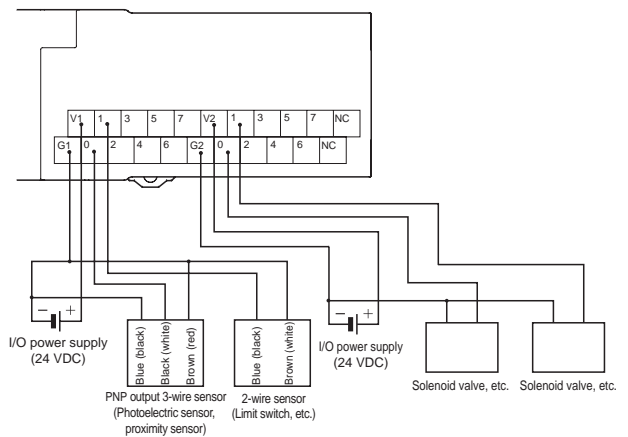 V1 1 3 5 7 V2 1 3 5 7 NC
G1 0 2 4 6 G2 0 2 4 6 NC
− +
I/O power supply
(24 VDC)
Blue (black)
Black (white)
Brown (red)
PNP output 3-wire sensor
(Photoelectric sensor,
proximity sensor)
Blue (black)
Brown (white)
2-wire sensor
(Limit switch, etc.)
− +
I/O power supply
(24 VDC)
Solenoid valve, etc.
Solenoid valve, etc.